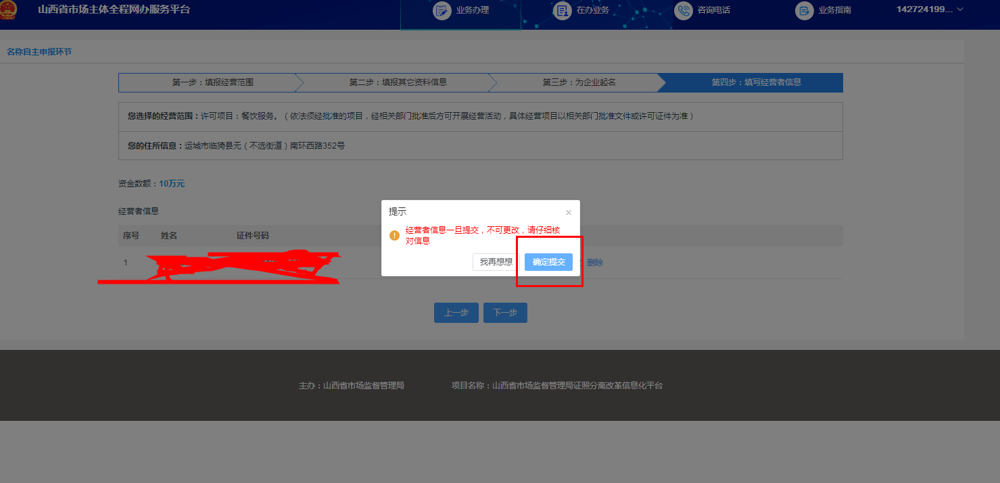 山西省市场主体全程网办服务平台
业务办理
在办业务
咨询电话
业务指南
142724199...
名称自主申报环节
第一步：填报经营范围
第二步：填报其它资料信息
第三步：为企业起名
第四步：填写经营者信息
您选择的经营范围：许可项目：餐饮服务。（依法须经批准的项目，经相关部门批准后方可开展经营活动，具体经营项目以相关部门批准文件或许可证件为准）
您的住所信息：运城市临猗县无（不选街道）南环西路352号
资金数额：10万元
经营者信息
序号 姓名 证件号码
1
删除
提示
×
经营者信息一旦提交，不可更改，请仔细核
对信息
我再想想
确定提交
上一步
下一步
主办：山西省市场监督管理局
项目名称：山西省市场监督管理局证照分离改革信息化平台